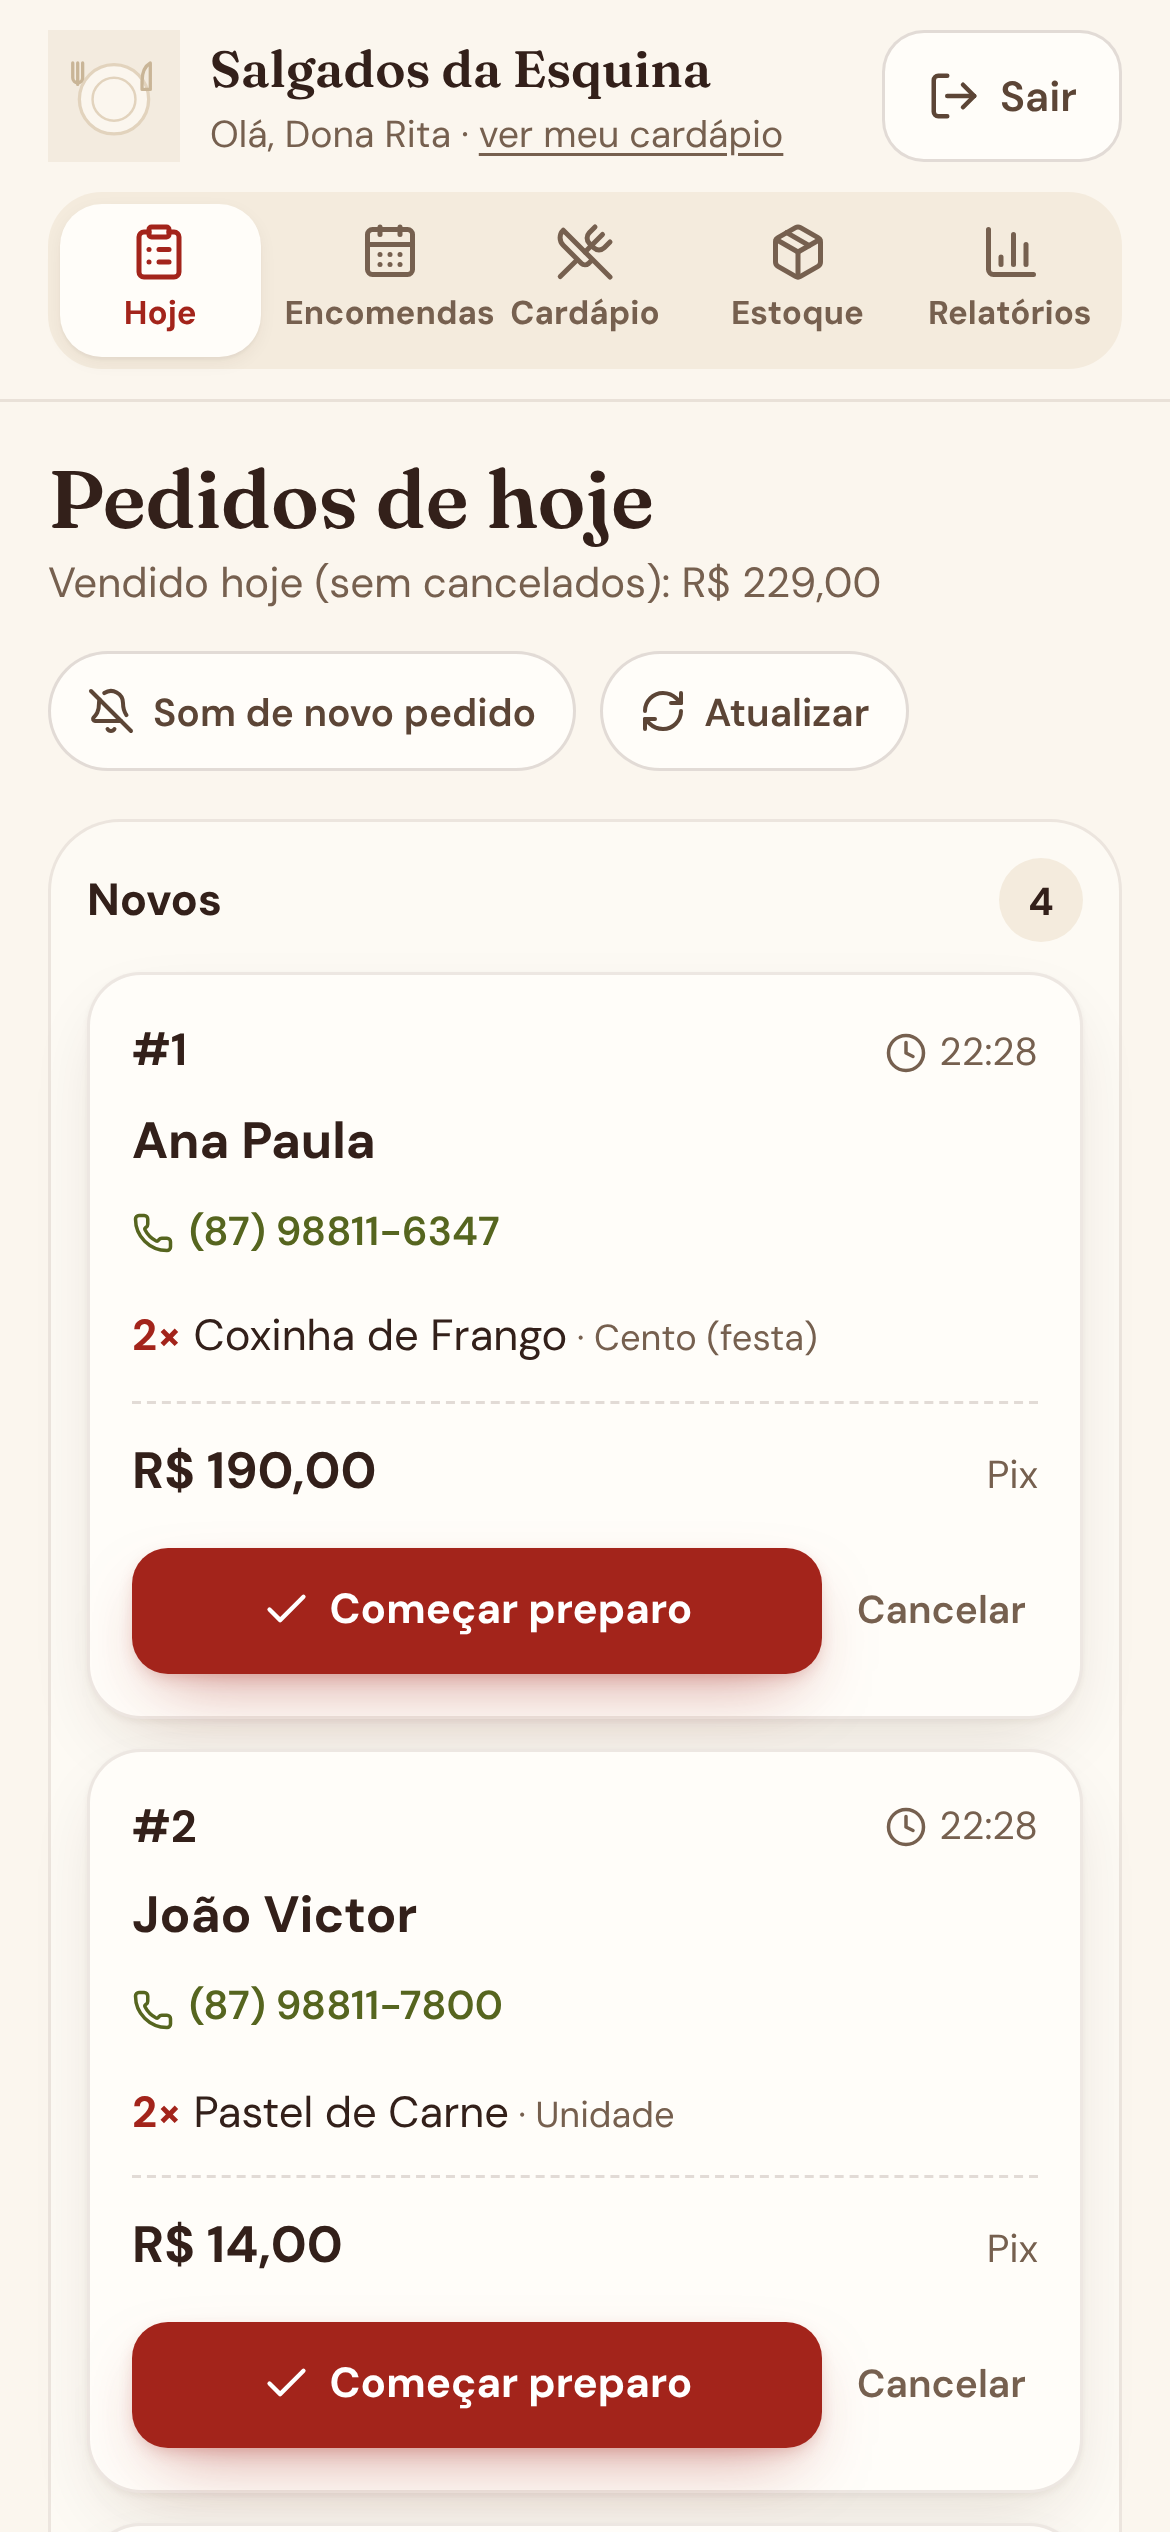 Salgados da Esquina
Olá, Dona Rita · ver meu cardápio
Sair
Hoje
Encomendas
Cardápio
Estoque
Relatórios
Pedidos de hoje
Vendido hoje (sem cancelados): R$ 229,00
Som de novo pedido
Atualizar
Novos
4
#1
22:28
Ana Paula
(87) 98811-6347
2× Coxinha de Frango · Cento (festa)
R$ 190,00
Pix
Começar preparo
Cancelar
#2
22:28
João Victor
(87) 98811-7800
2× Pastel de Carne · Unidade
R$ 14,00
Pix
Começar preparo
Cancelar